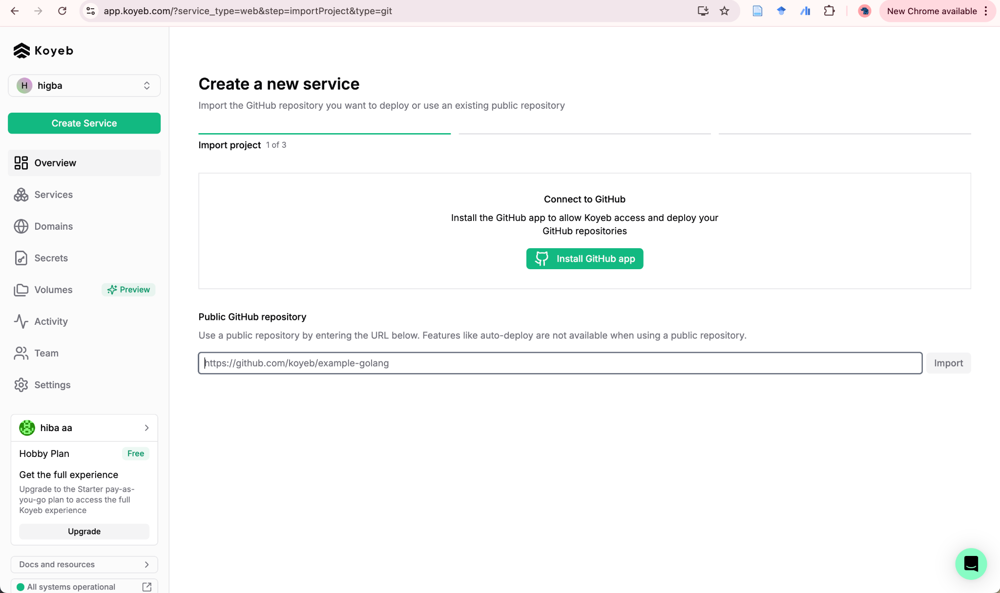 app.koyeb.com/?service_type=web&step=importProject&type=git
New Chrome available
Koyeb
H higba
Create Service
Overview
Services
Domains
Secrets
Volumes Preview
Activity
Team
Settings
hiba aa
Hobby Plan Free
Get the full experience
Upgrade to the Starter pay-as-
you-go plan to access the full
Koyeb experience
Upgrade
Docs and resources
All systems operational
Create a new service
Import the GitHub repository you want to deploy or use an existing public repository
Import project 1 of 3
Connect to GitHub
Install the GitHub app to allow Koyeb access and deploy your
GitHub repositories
Install GitHub app
Public GitHub repository
Use a public repository by entering the URL below. Features like auto-deploy are not available when using a public repository.
https://github.com/koyeb/example-golang
Import